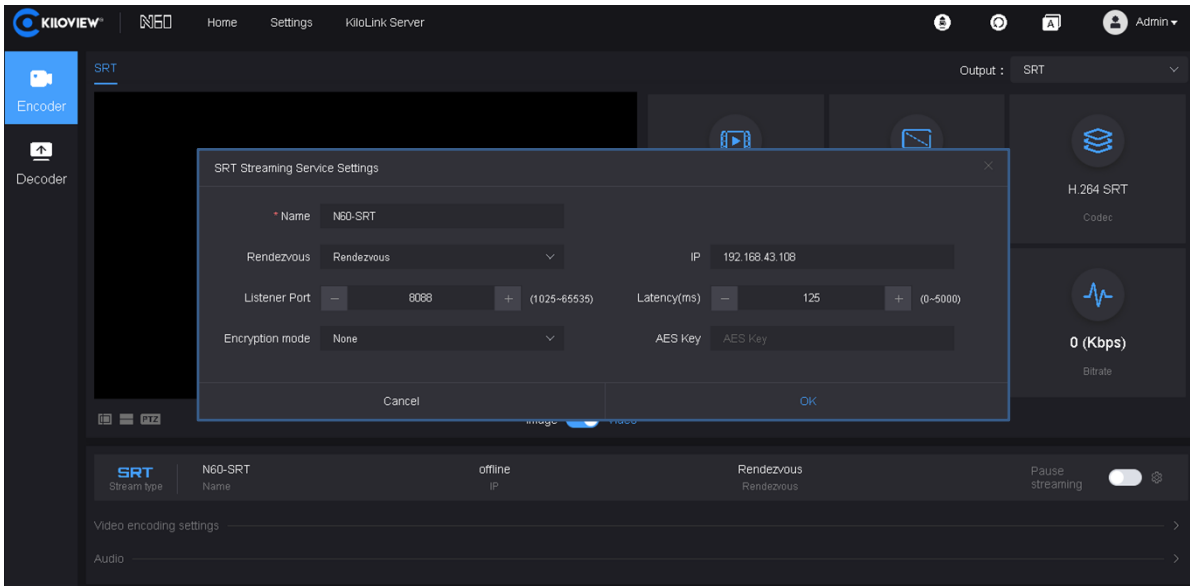 KILOVIEW® N60 Home Settings KiloLink Server A Admin
SRT Output : SRT
Encoder
Decoder
SRT Streaming Service Settings
* Name N60-SRT
Rendezvous Rendezvous IP 192.168.43.108
Listener Port − 8088 + (1025~65535) Latency(ms) − 125 + (0~5000)
Encryption mode None AES Key AES Key
Cancel OK
H.264 SRT
Codec
0 (Kbps)
Bitrate
PTZ
Image Video
SRT N60-SRT offline Rendezvous Pause
Stream type Name IP Rendezvous streaming
Video encoding settings
Audio